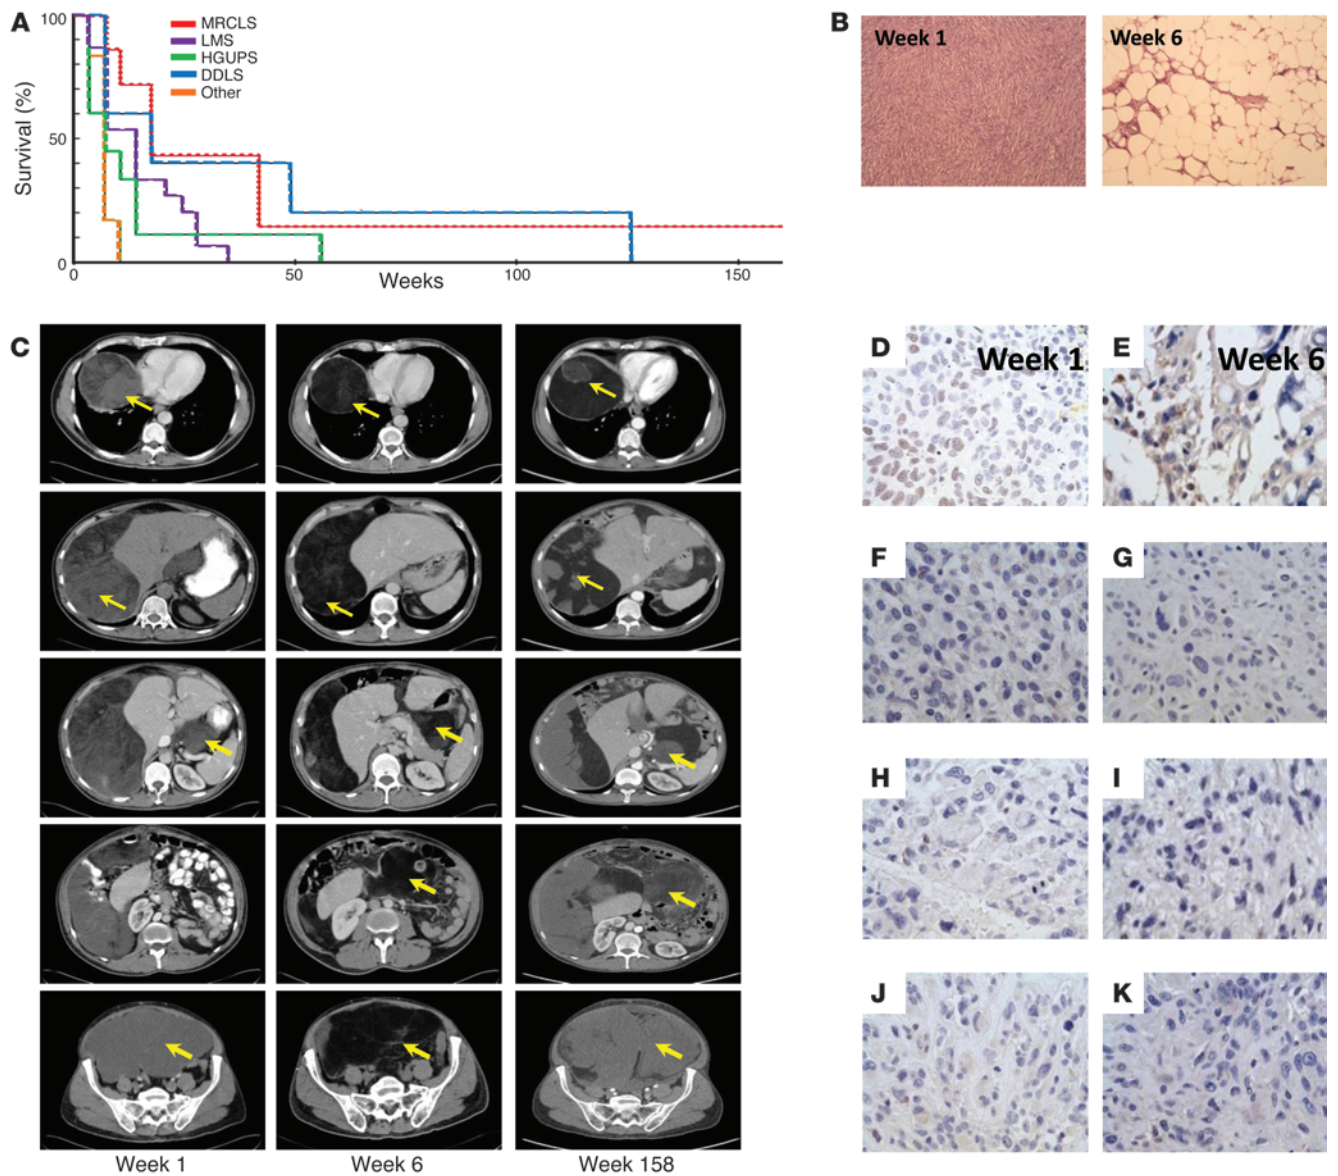 A
100
50
0
Survival (%)
MRCLS
LMS
HGUPS
DDLS
Other
0
50
100
150
Weeks
B
Week 1
Week 6
C
Week 1
Week 6
Week 158
D
Week 1
E
Week 6
F
G
H
I
J
K